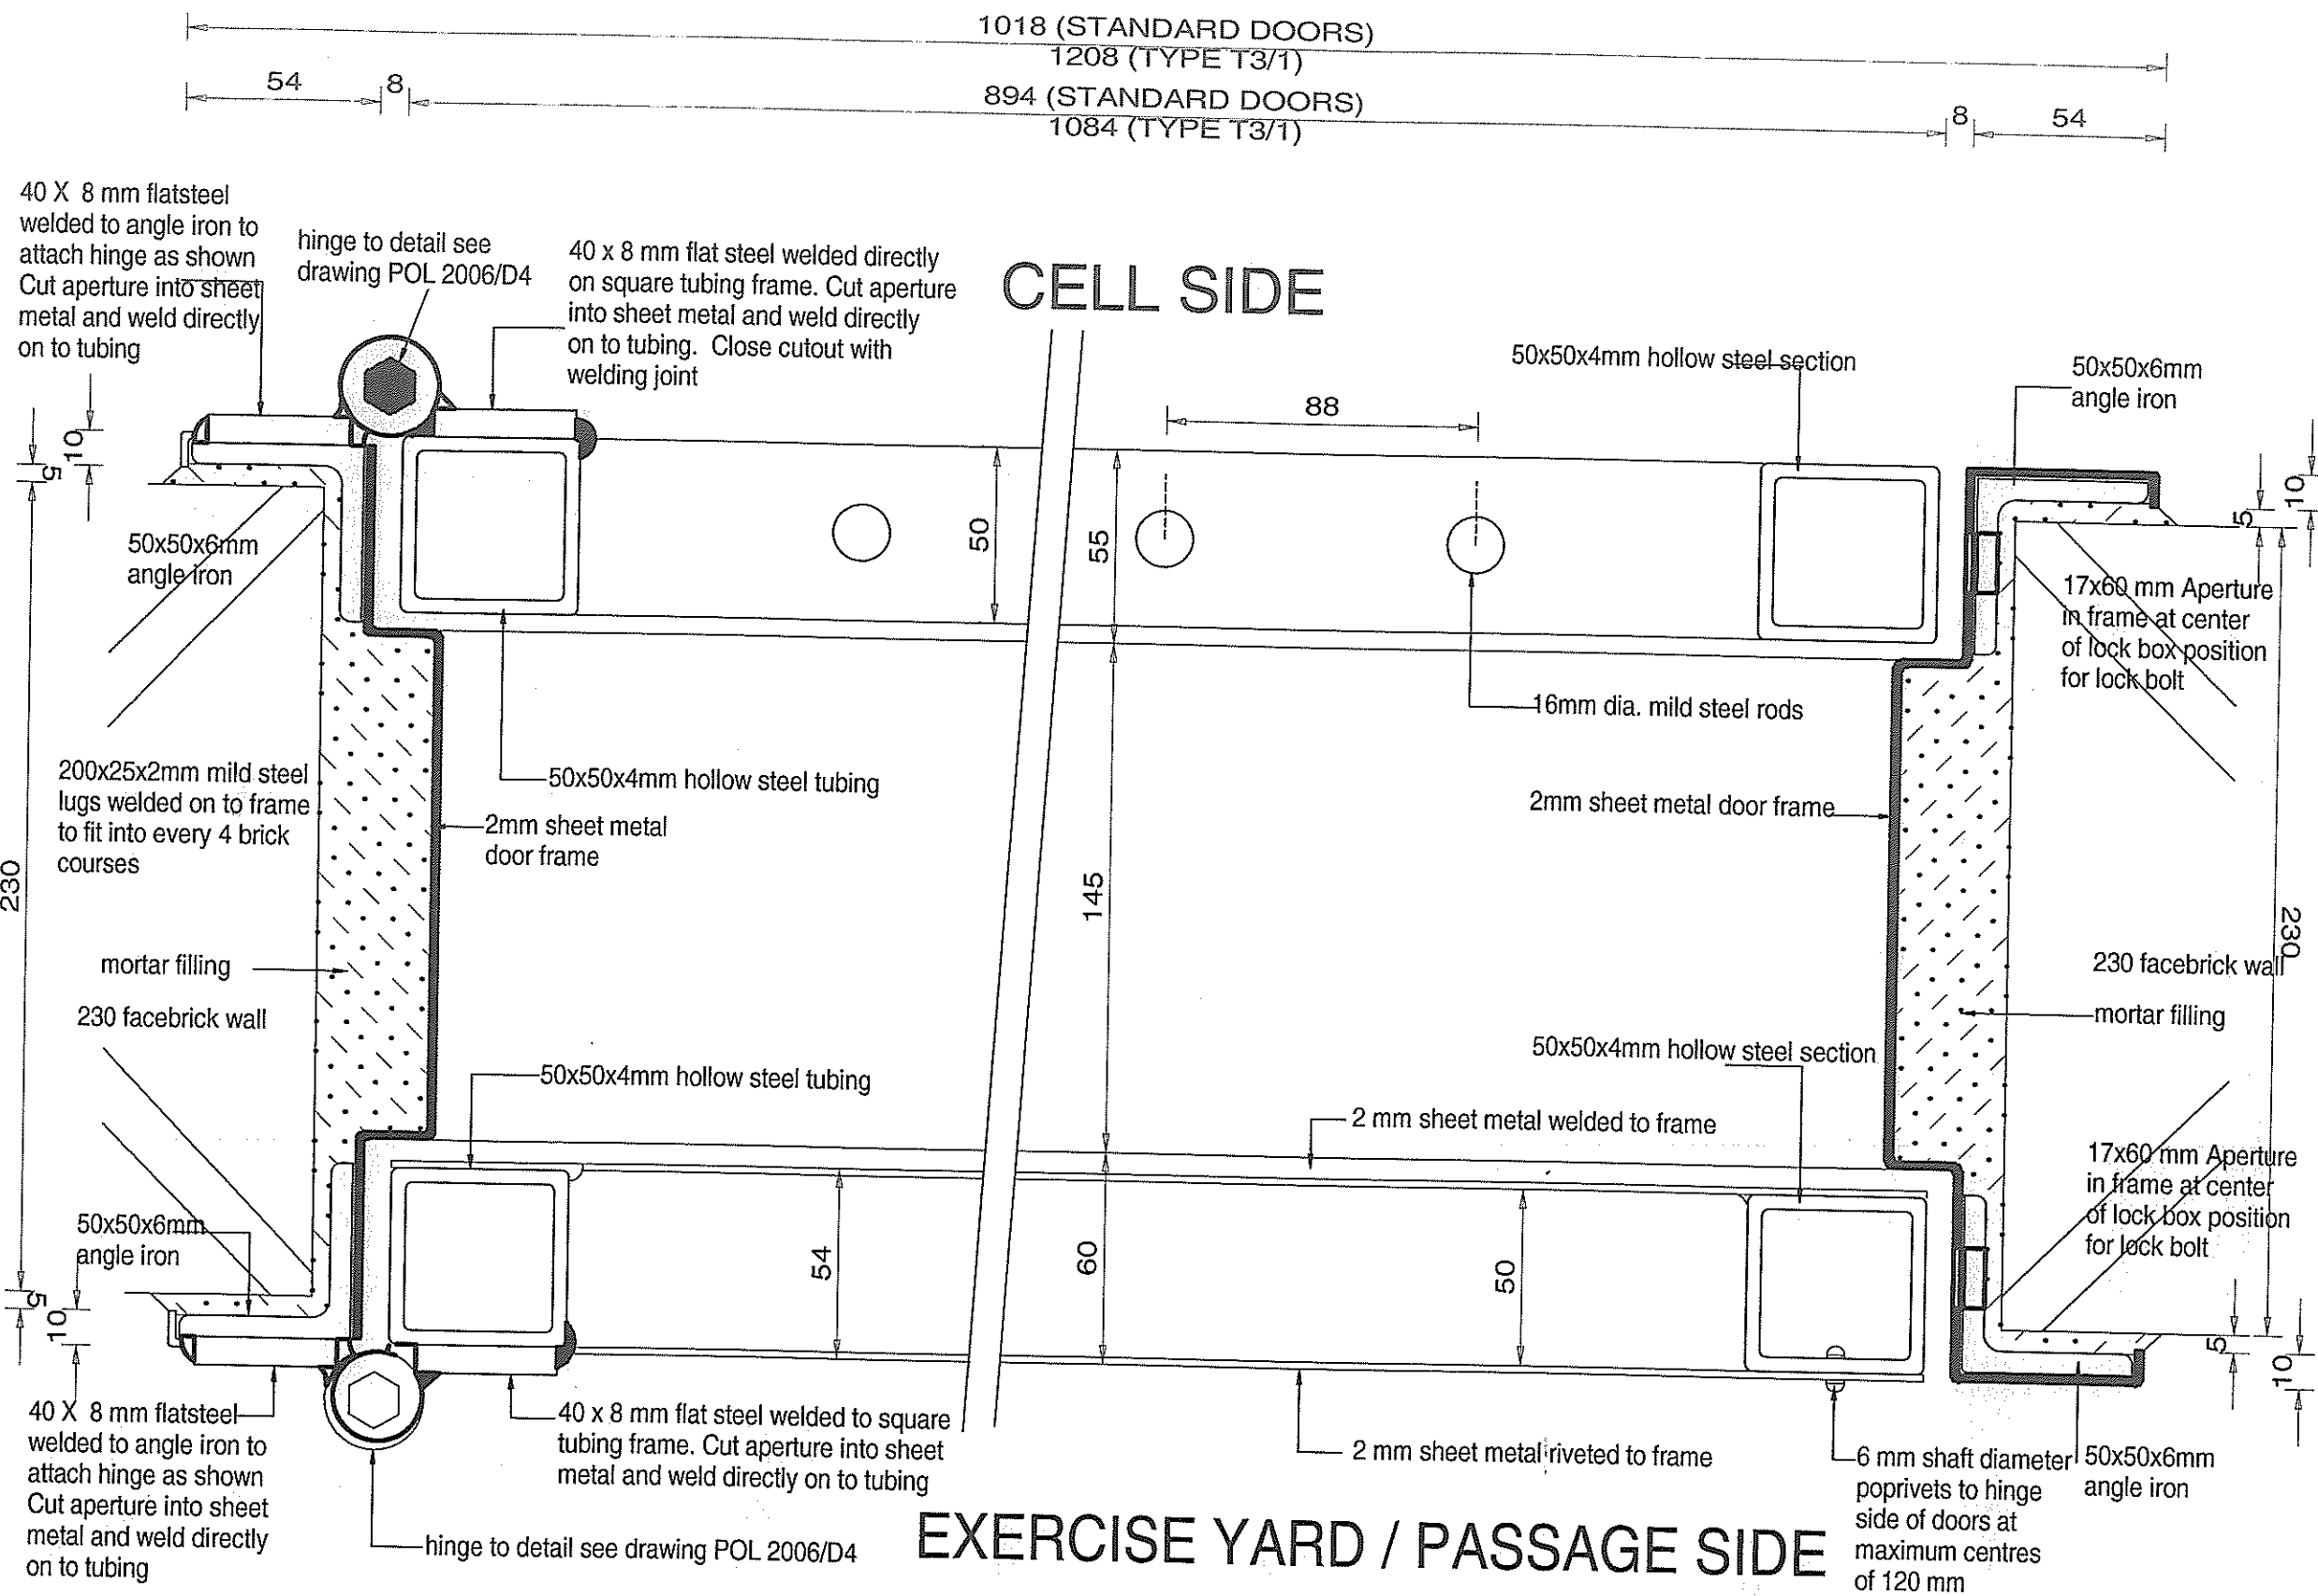 1018 (STANDARD DOORS)
1208 (TYPE T3/1)
54
8
894 (STANDARD DOORS)
1084 (TYPE T3/1)
8
54
40 X 8 mm flatsteel
welded to angle iron to
attach hinge as shown
Cut aperture into sheet
metal and weld directly
on to tubing
hinge to detail see
drawing POL 2006/D4
40 x 8 mm flat steel welded directly
on square tubing frame. Cut aperture
into sheet metal and weld directly
on to tubing. Close cutout with
welding joint
CELL SIDE
50x50x4mm hollow steel section
50x50x6mm
angle iron
88
10
5
10
5
50
55
50x50x6mm
angle iron
17x60 mm Aperture
in frame at center
of lock box position
for lock bolt
16mm dia. mild steel rods
200x25x2mm mild steel
lugs welded on to frame
to fit into every 4 brick
courses
50x50x4mm hollow steel tubing
2mm sheet metal
door frame
2mm sheet metal door frame
230
145
230
mortar filling
230 facebrick wall
230 facebrick wall
mortar filling
50x50x4mm hollow steel tubing
50x50x4mm hollow steel section
2 mm sheet metal welded to frame
17x60 mm Aperture
in frame at center
of lock box position
for lock bolt
50x50x6mm
angle iron
54
60
50
5
10
5
10
40 X 8 mm flatsteel
welded to angle iron to
attach hinge as shown
Cut aperture into sheet
metal and weld directly
on to tubing
40 x 8 mm flat steel welded to square
tubing frame. Cut aperture into sheet
metal and weld directly on to tubing
2 mm sheet metal riveted to frame
6 mm shaft diameter
poprivets to hinge
side of doors at
maximum centres
of 120 mm
50x50x6mm
angle iron
hinge to detail see drawing POL 2006/D4
EXERCISE YARD / PASSAGE SIDE